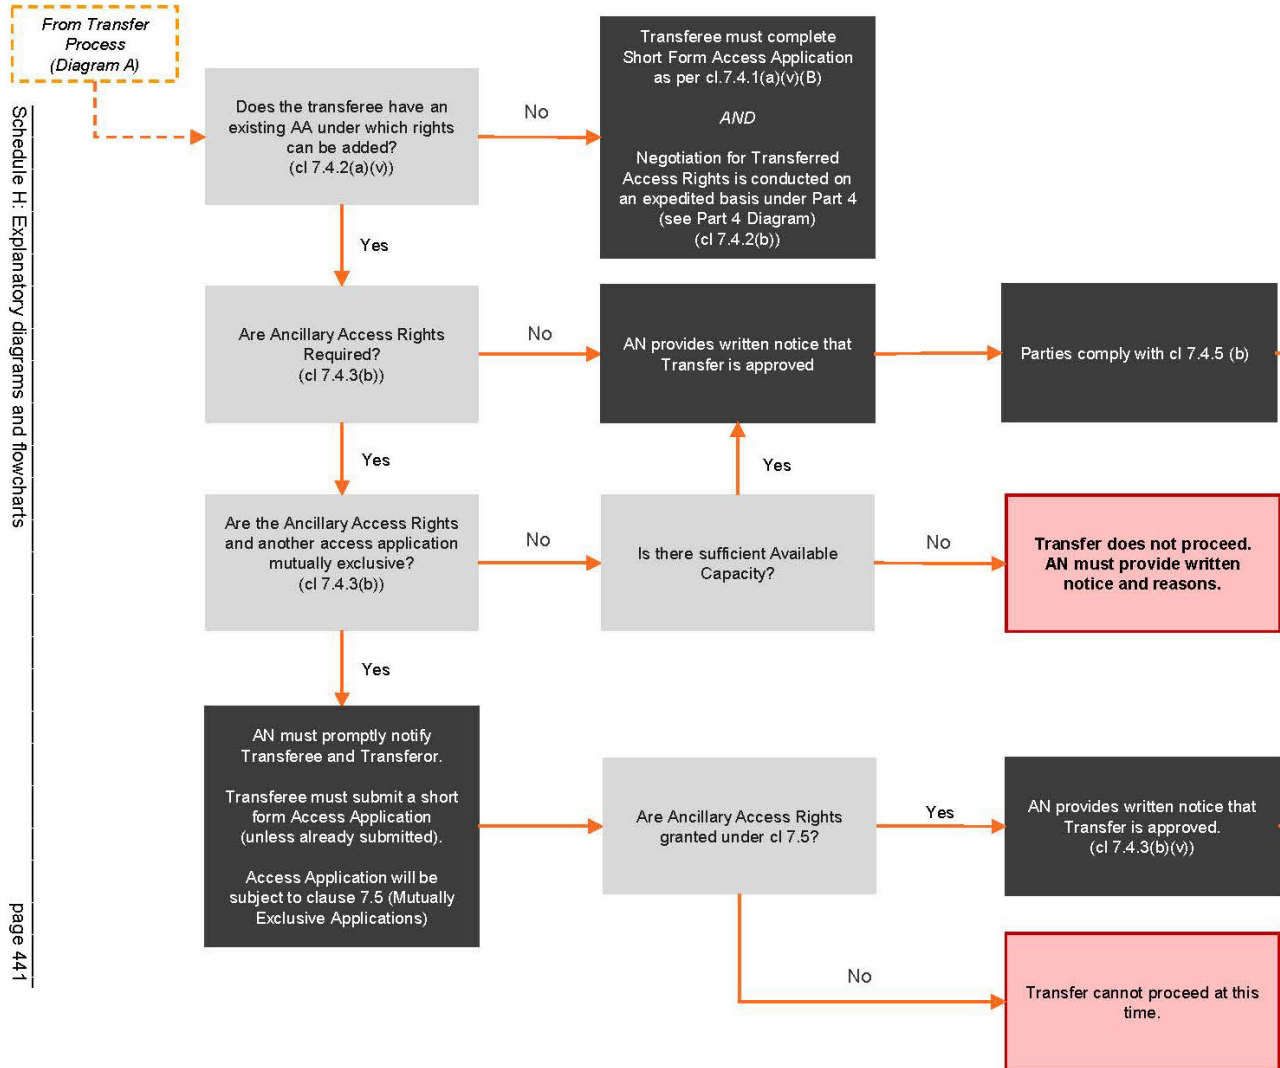 From Transfer
Process
(Diagram A)
Does the transferee have an
existing AA under which rights
can be added?
(cl 7.4.2(a)(v))
No
Transferee must complete
Short Form Access Application
as per cl.7.4.1(a)(v)(B)
AND
Negotiation for Transferred
Access Rights is conducted on
an expedited basis under Part 4
(see Part 4 Diagram)
(cl 7.4.2(b))
Yes
Are Ancillary Access Rights
Required?
(cl 7.4.3(b))
No
AN provides written notice that
Transfer is approved
Parties comply with cl 7.4.5 (b)
Yes
Yes
Are the Ancillary Access Rights
and another access application
mutually exclusive?
(cl 7.4.3(b))
No
Is there sufficient Available
Capacity?
No
Transfer does not proceed.
AN must provide written
notice and reasons.
Yes
AN must promptly notify
Transferee and Transferor.
Transferee must submit a short
form Access Application
(unless already submitted).
Access Application will be
subject to clause 7.5 (Mutually
Exclusive Applications)
Are Ancillary Access Rights
granted under cl 7.5?
Yes
AN provides written notice that
Transfer is approved.
(cl 7.4.3(b)(v))
No
Transfer cannot proceed at this
time.
Schedule H: Explanatory diagrams and flowcharts
page 441